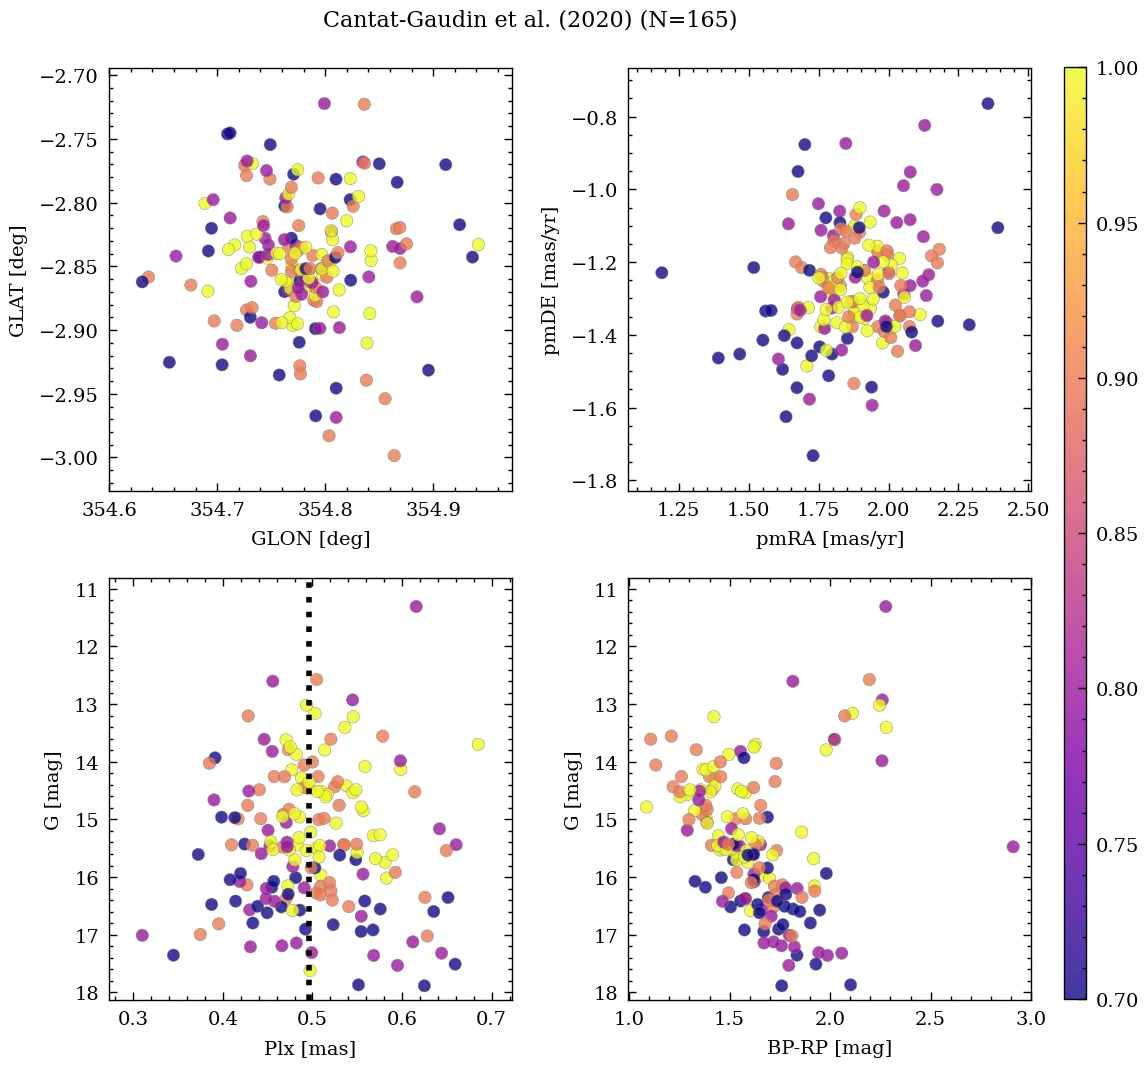 Cantat-Gaudin et al. (2020) (N=165)
−2.70
−2.75
−2.80
−2.85
−2.90
−2.95
−3.00
GLAT [deg]
354.6 354.7 354.8 354.9
GLON [deg]
−0.8
−1.0
−1.2
−1.4
−1.6
−1.8
pmDE [mas/yr]
1.25 1.50 1.75 2.00 2.25 2.50
pmRA [mas/yr]
11
12
13
14
15
16
17
18
G [mag]
0.3 0.4 0.5 0.6 0.7
Plx [mas]
11
12
13
14
15
16
17
18
G [mag]
1.0 1.5 2.0 2.5 3.0
BP-RP [mag]
1.00
0.95
0.90
0.85
0.80
0.75
0.70